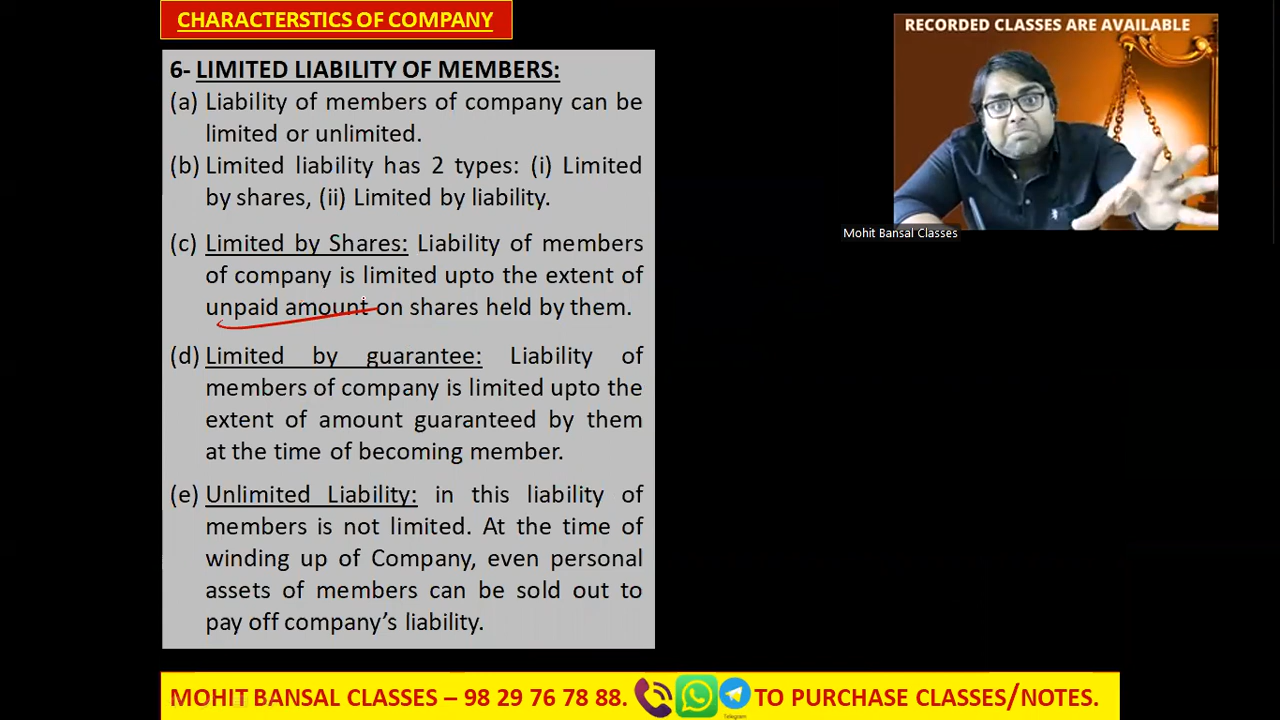 CHARACTERSTICS OF COMPANY
RECORDED CLASSES ARE AVAILABLE
Mohit Bansal Classes
6- LIMITED LIABILITY OF MEMBERS:
(a) Liability of members of company can be
limited or unlimited.
(b) Limited liability has 2 types: (i) Limited
by shares, (ii) Limited by liability.
(c) Limited by Shares: Liability of members
of company is limited upto the extent of
unpaid amount on shares held by them.
(d) Limited by guarantee: Liability of
members of company is limited upto the
extent of amount guaranteed by them
at the time of becoming member.
(e) Unlimited Liability: in this liability of
members is not limited. At the time of
winding up of Company, even personal
assets of members can be sold out to
pay off company’s liability.
MOHIT BANSAL CLASSES – 98 29 76 78 88. TO PURCHASE CLASSES/NOTES.
Telegram